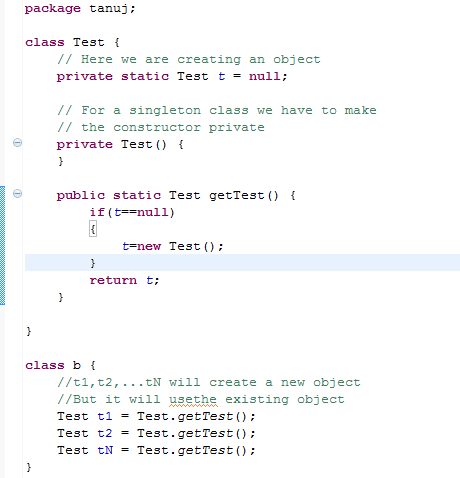 package tanuj;
class Test {
// Here we are creating an object
private static Test t = null;
// For a singleton class we have to make
// the constructor private
private Test() {
}
public static Test getTest() {
if(t==null)
{
t=new Test();
}
return t;
}
}
class b {
//t1,t2,...tN will create a new object
//But it will usethe existing object
Test t1 = Test.getTest();
Test t2 = Test.getTest();
Test tN = Test.getTest();
}